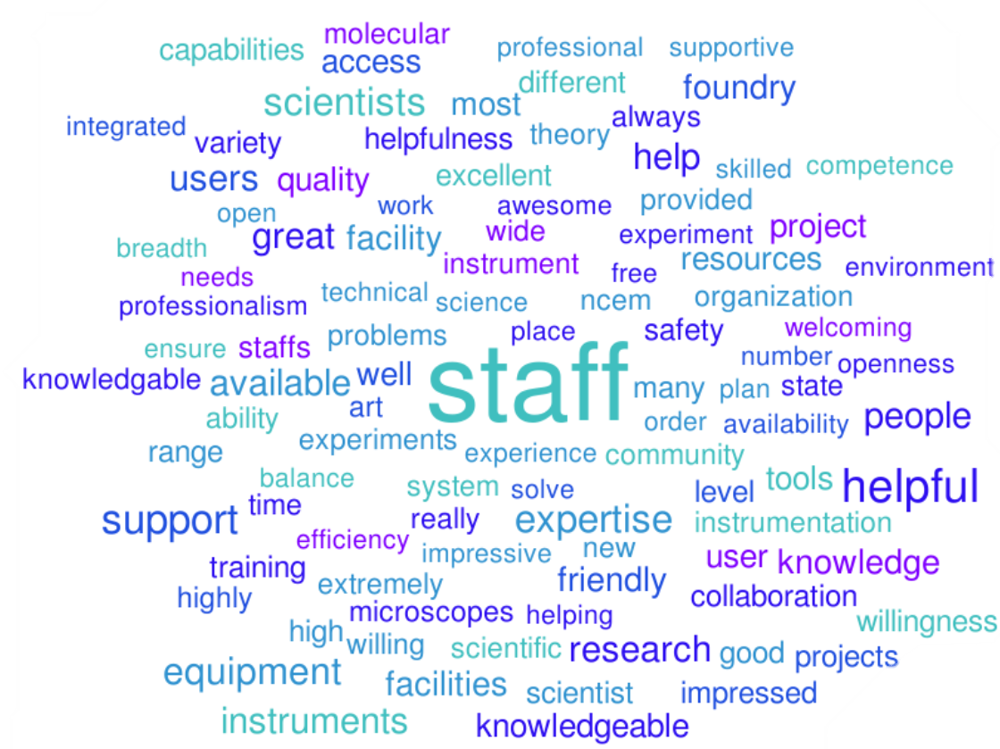 molecular
capabilities access professional supportive
scientists most different foundry
integrated variety helpfulness theory always
users quality excellent help skilled competence
open work awesome provided
breadth great facility wide experiment project
needs instrument free resources environment
professionalism technical science ncem organization
ensure staffs problems place safety welcoming
knowledgable available well staff many plan state number openness
ability art order availability people
range experiments experience community
balance system solve level tools helpful
support time really expertise instrumentation
efficiency impressive new user knowledge
training extremely friendly collaboration
highly microscopes helping willingness
high willing scientific research good projects
equipment facilities scientist impressed
instruments knowledgeable